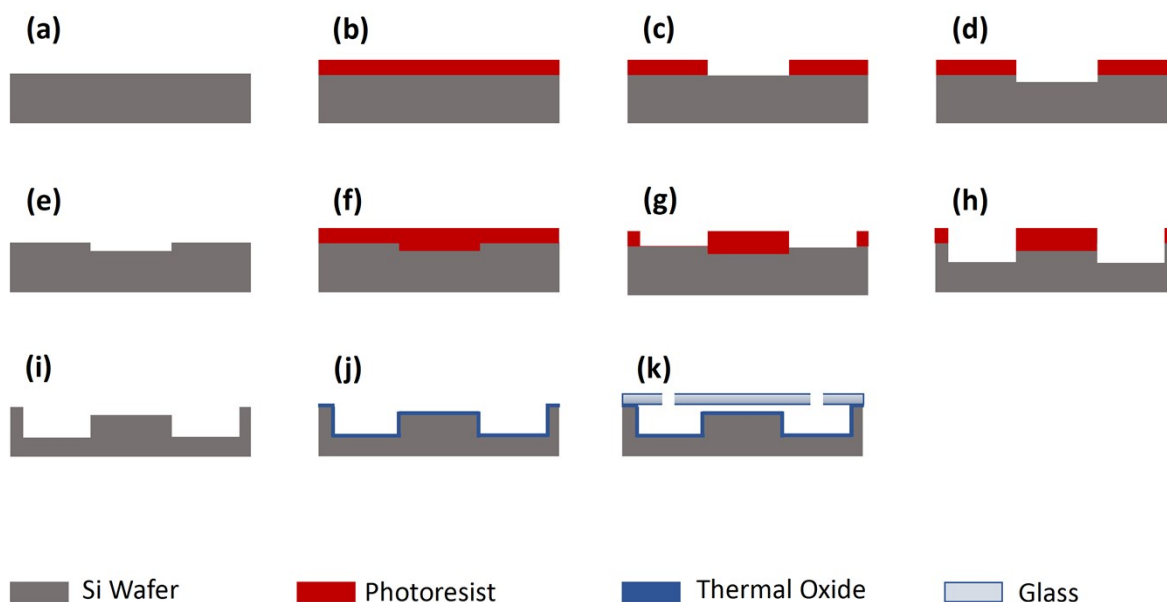 (a)
(b)
(c)
(d)
(e)
(f)
(g)
(h)
(i)
(j)
(k)
Si Wafer
Photoresist
Thermal Oxide
Glass